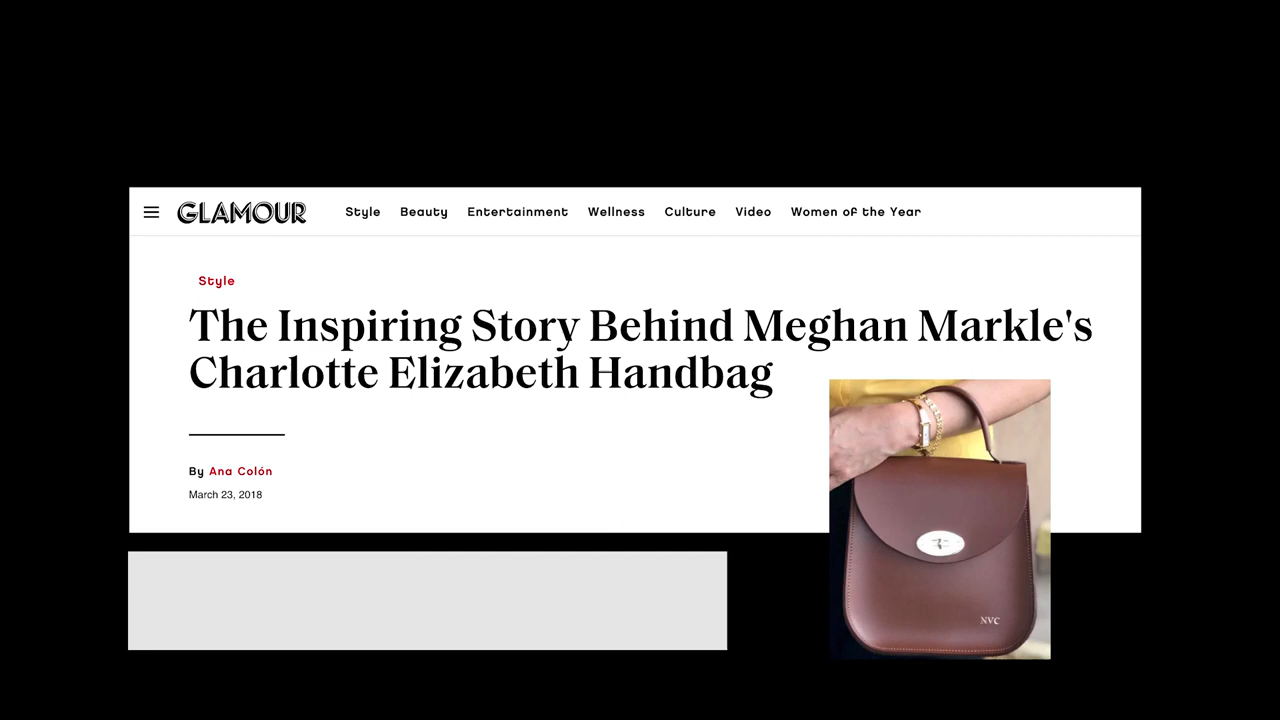 GLAMOUR Style Beauty Entertainment Wellness Culture Video Women of the Year
Style
The Inspiring Story Behind Meghan Markle's
Charlotte Elizabeth Handbag
By Ana Colón
March 23, 2018
NVC